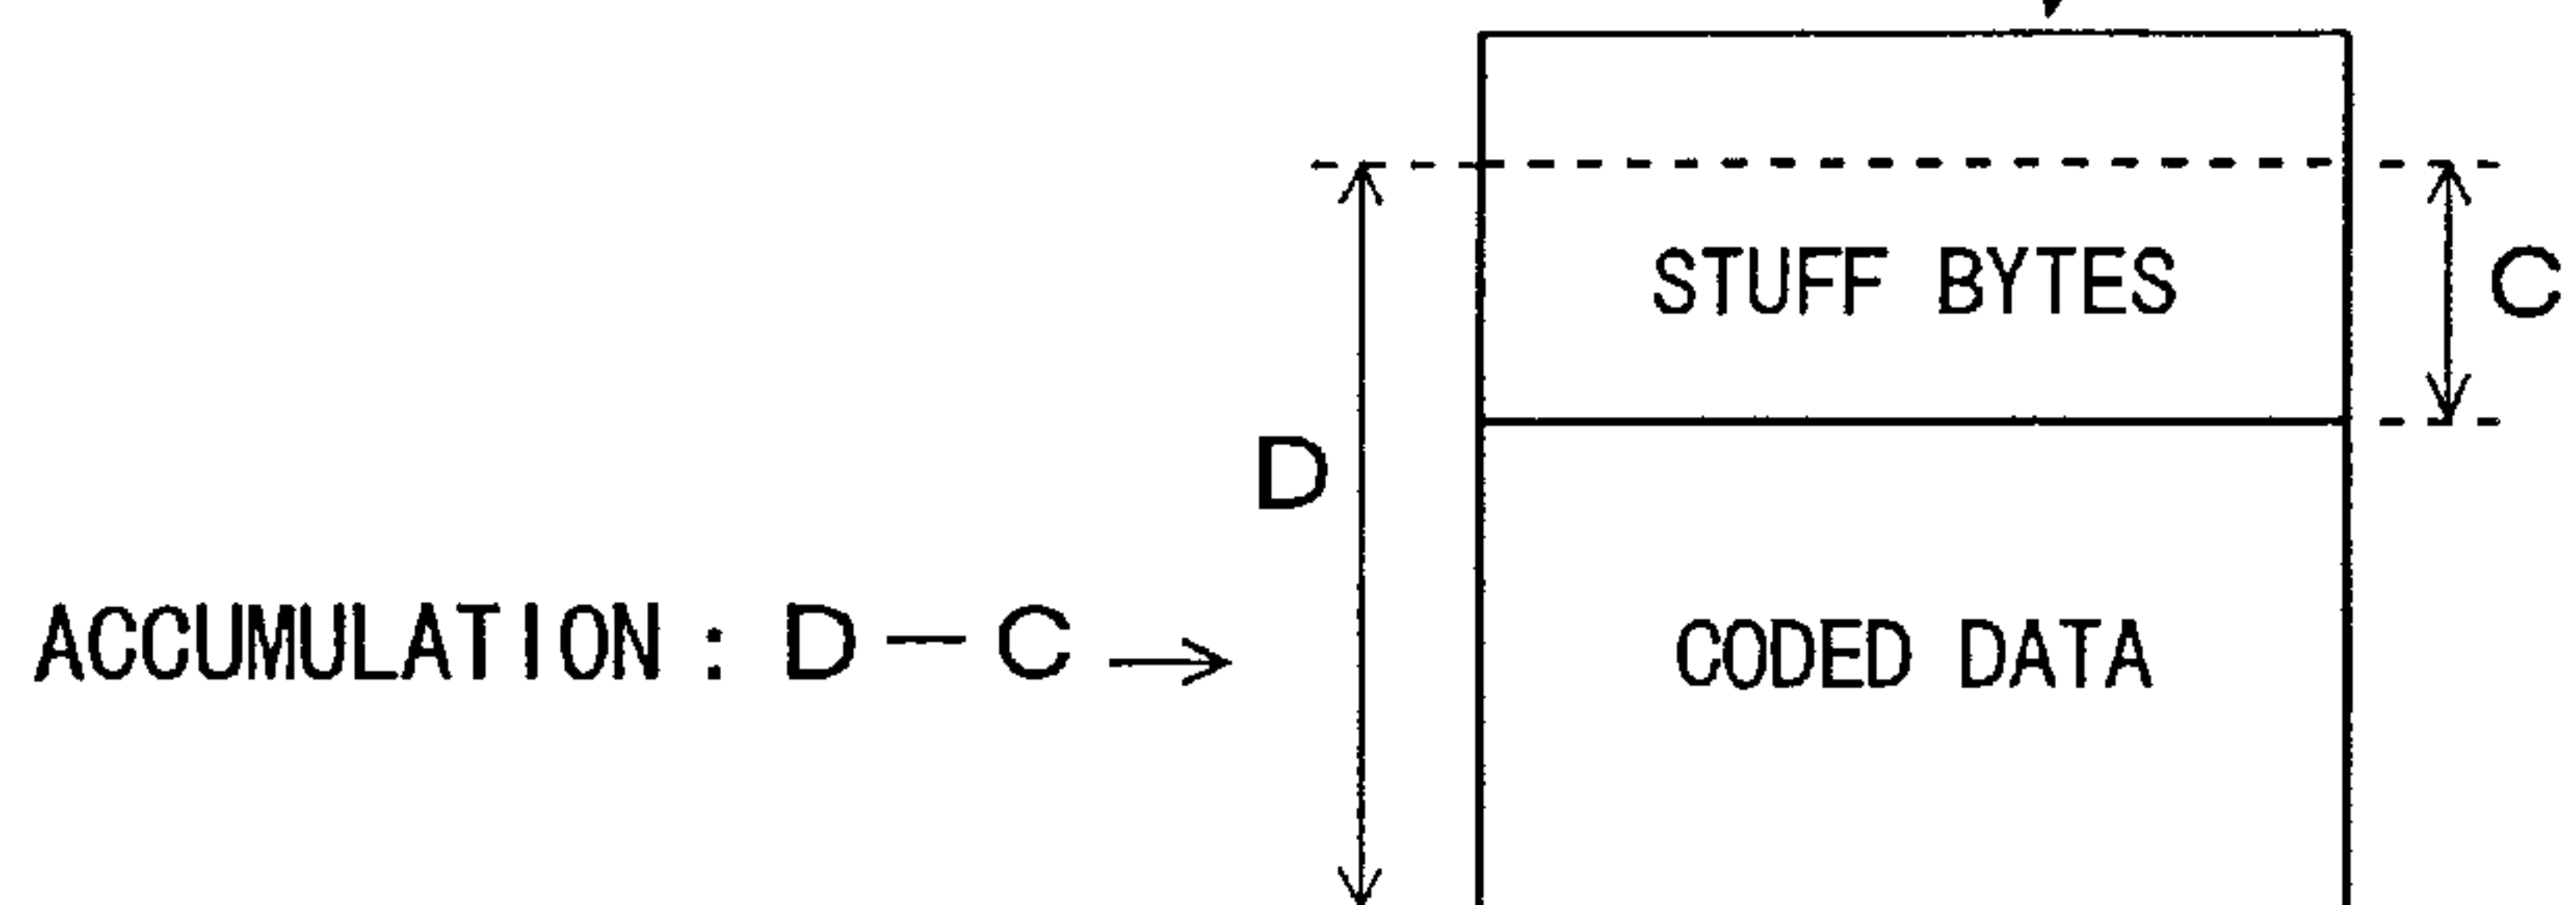 STUFF BYTES
C
D
ACCUMULATION : D－C →
CODED DATA